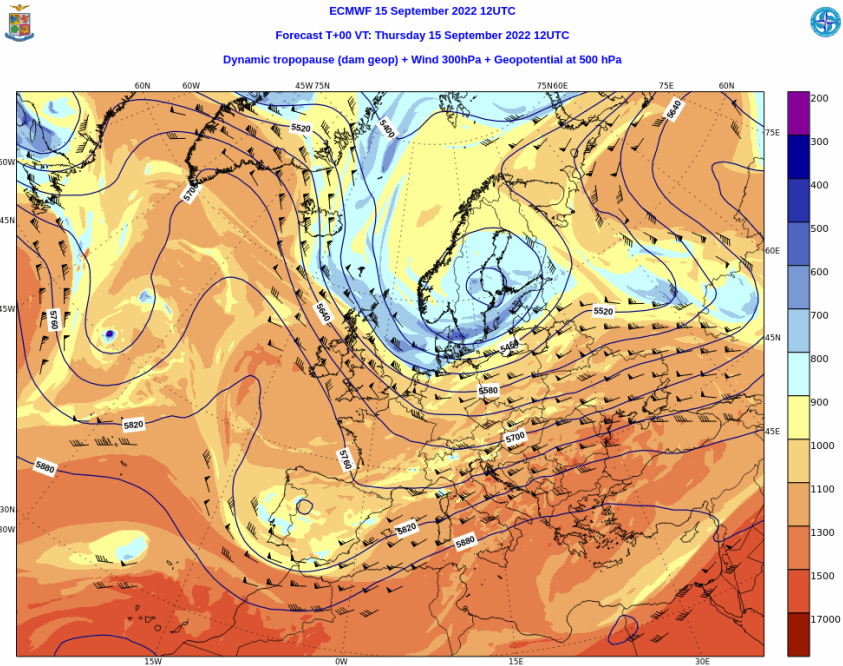 ECMWF 15 September 2022 12UTC
Forecast T+00 VT: Thursday 15 September 2022 12UTC
Dynamic tropopause (dam geop) + Wind 300hPa + Geopotential at 500 hPa
60N 60W 45W 75N 75N 60E 75E 60N
200
5640
5520 5400
75E
300
60W
400
5700
45N
500
60E
600
45W
5760 5640 5520
700
45N
5460
800
5580
900
5820
45E
5700
1000
5880 5760
1100
30N
5820
30W
1300
5880
1500
17000
15W 0W 15E 30E